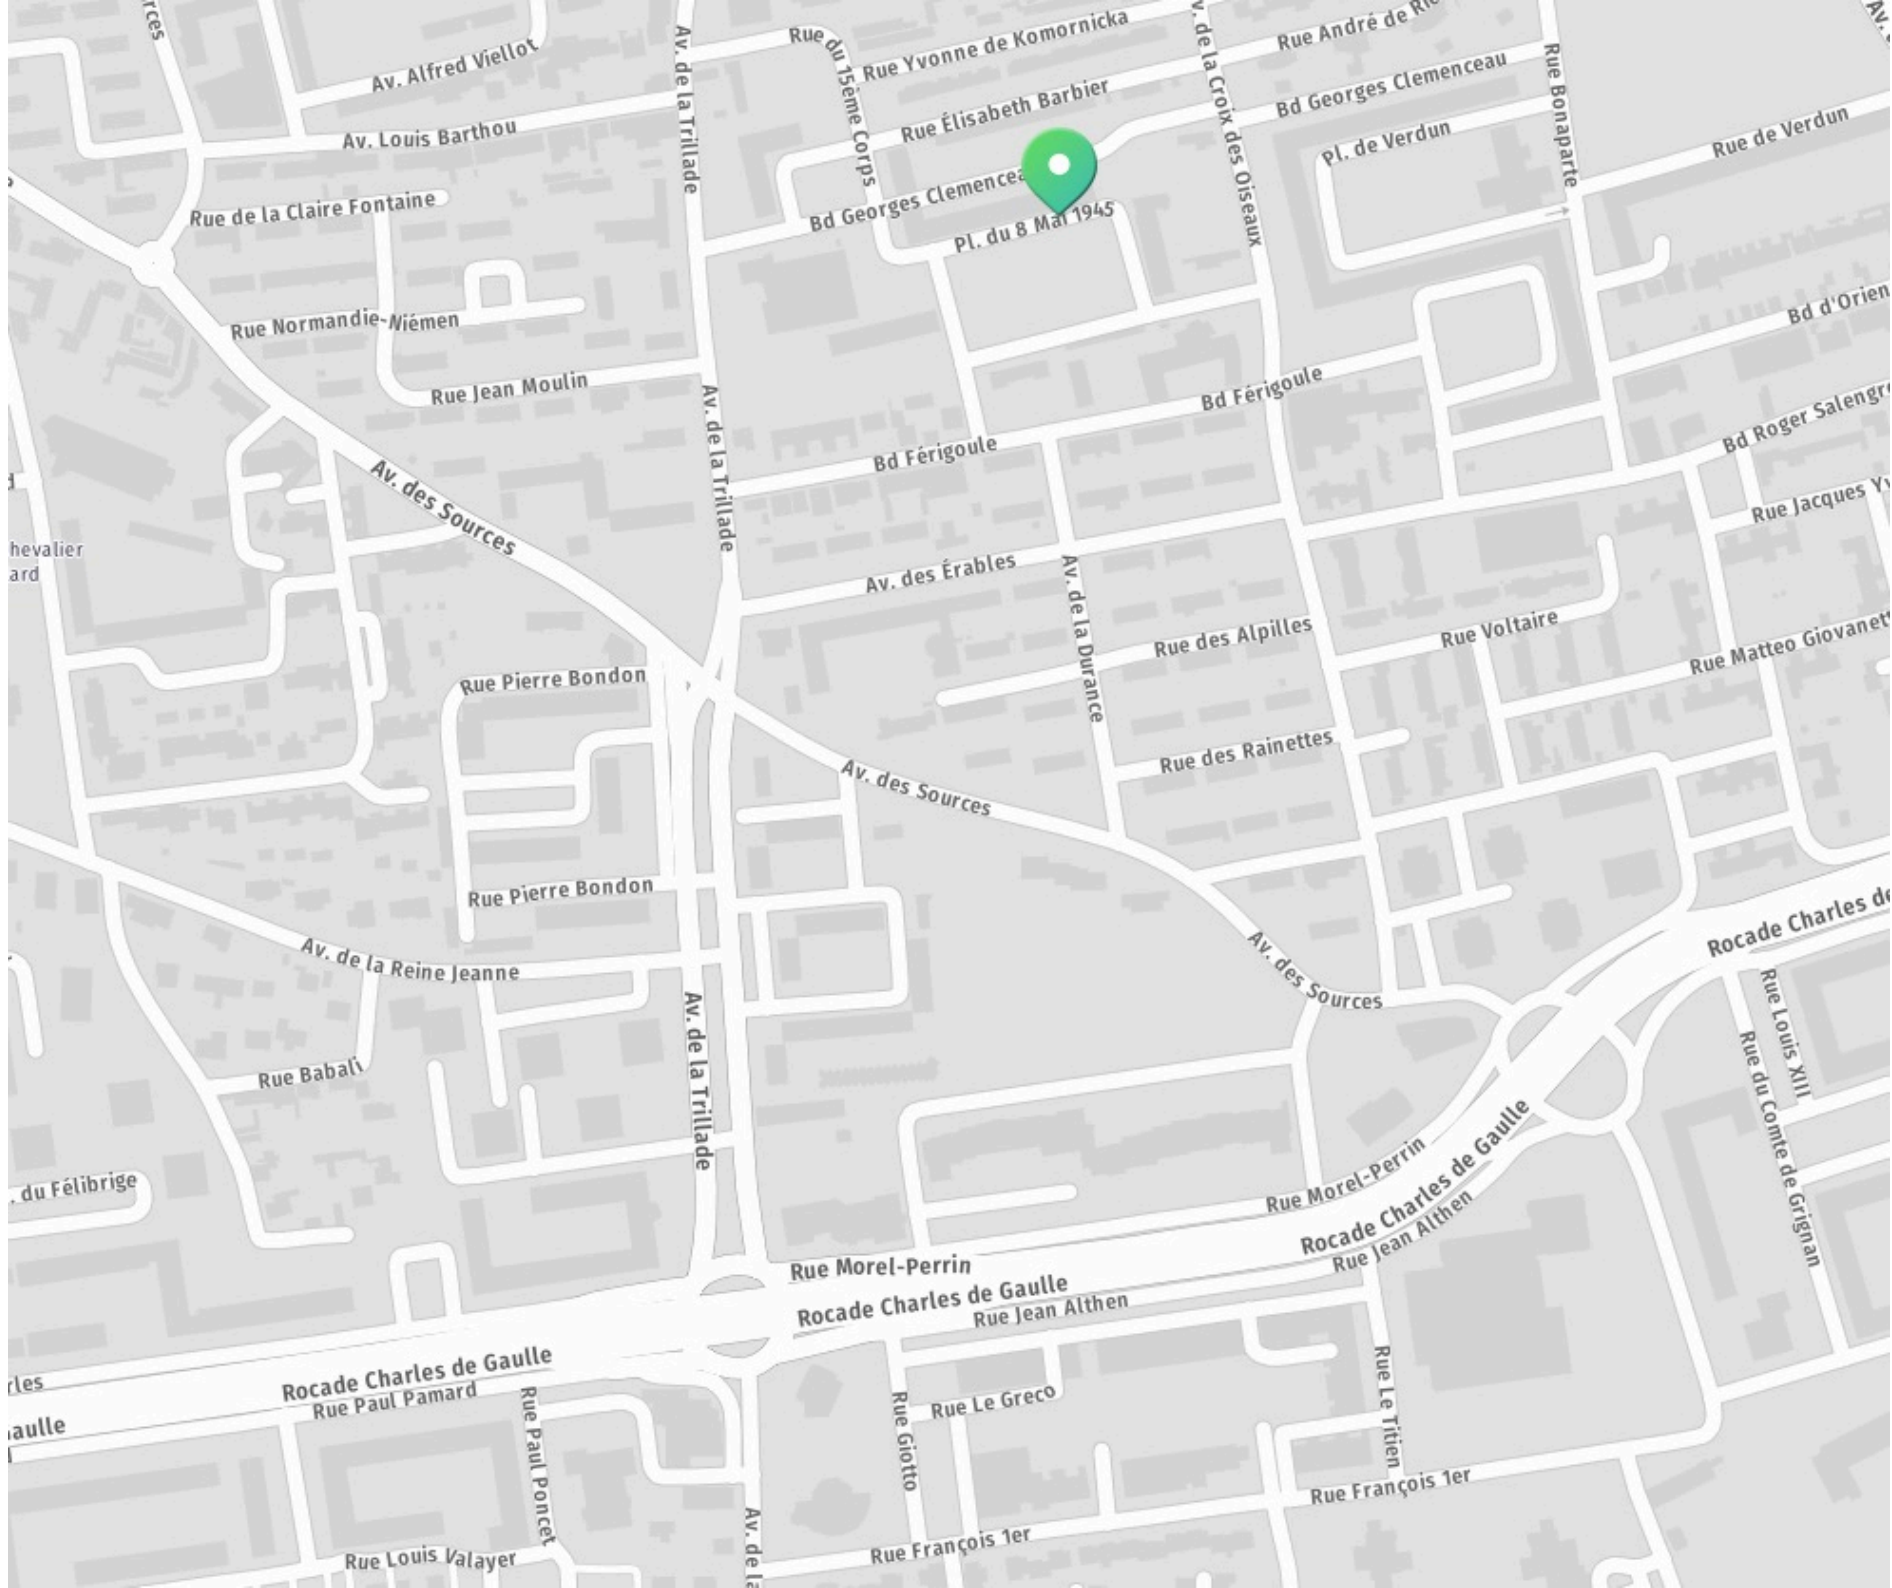 Av. Alfred Viellot
Av. de la Trillade
Rue du 15ème Corps
Rue Yvonne de Komornicka
Rue André de
Av. Louis Barthou
Rue Élisabeth Barbier
de la Croix des Oiseaux
Bd Georges Clemenceau
Rue Bonaparte
Pl. de Verdun
Rue de Verdun
Rue de la Claire Fontaine
Bd Georges Clemencea
Pl. du 8 Mai 1945
Rue Normandie-Niémen
Bd d'Orien
Rue Jean Moulin
Bd Férigoule
Av. de la Trillade
Bd Férigoule
Bd Roger Salengr
Av. des Sources
Rue Jacques
hevalier
ard
Av. des Érables
Av. de la Durance
Rue des Alpilles
Rue Voltaire
Rue Matteo Giovanett
Rue Pierre Bondon
Rue des Rainettes
Av. des Sources
Rue Pierre Bondon
Rocade Charles de
Av. de la Reine Jeanne
Av. des Sources
Rue Louis XIII
Av. de la Trillade
Rue du Comte de Grignan
Rue Babali
du Félibrige
Rue Morel-Perrin
Rocade Charles de Gaulle
Rue Jean Althen
Rue Morel-Perrin
Rocade Charles de Gaulle
Rue Jean Althen
Rocade Charles de Gaulle
rles
Rue Paul Pamard
aulle
Rue Paul Poncet
Rue Le Greco
Rue Giotto
Rue Le Titien
Rue François 1er
Av. de la
Rue François 1er
Rue Louis Valayer